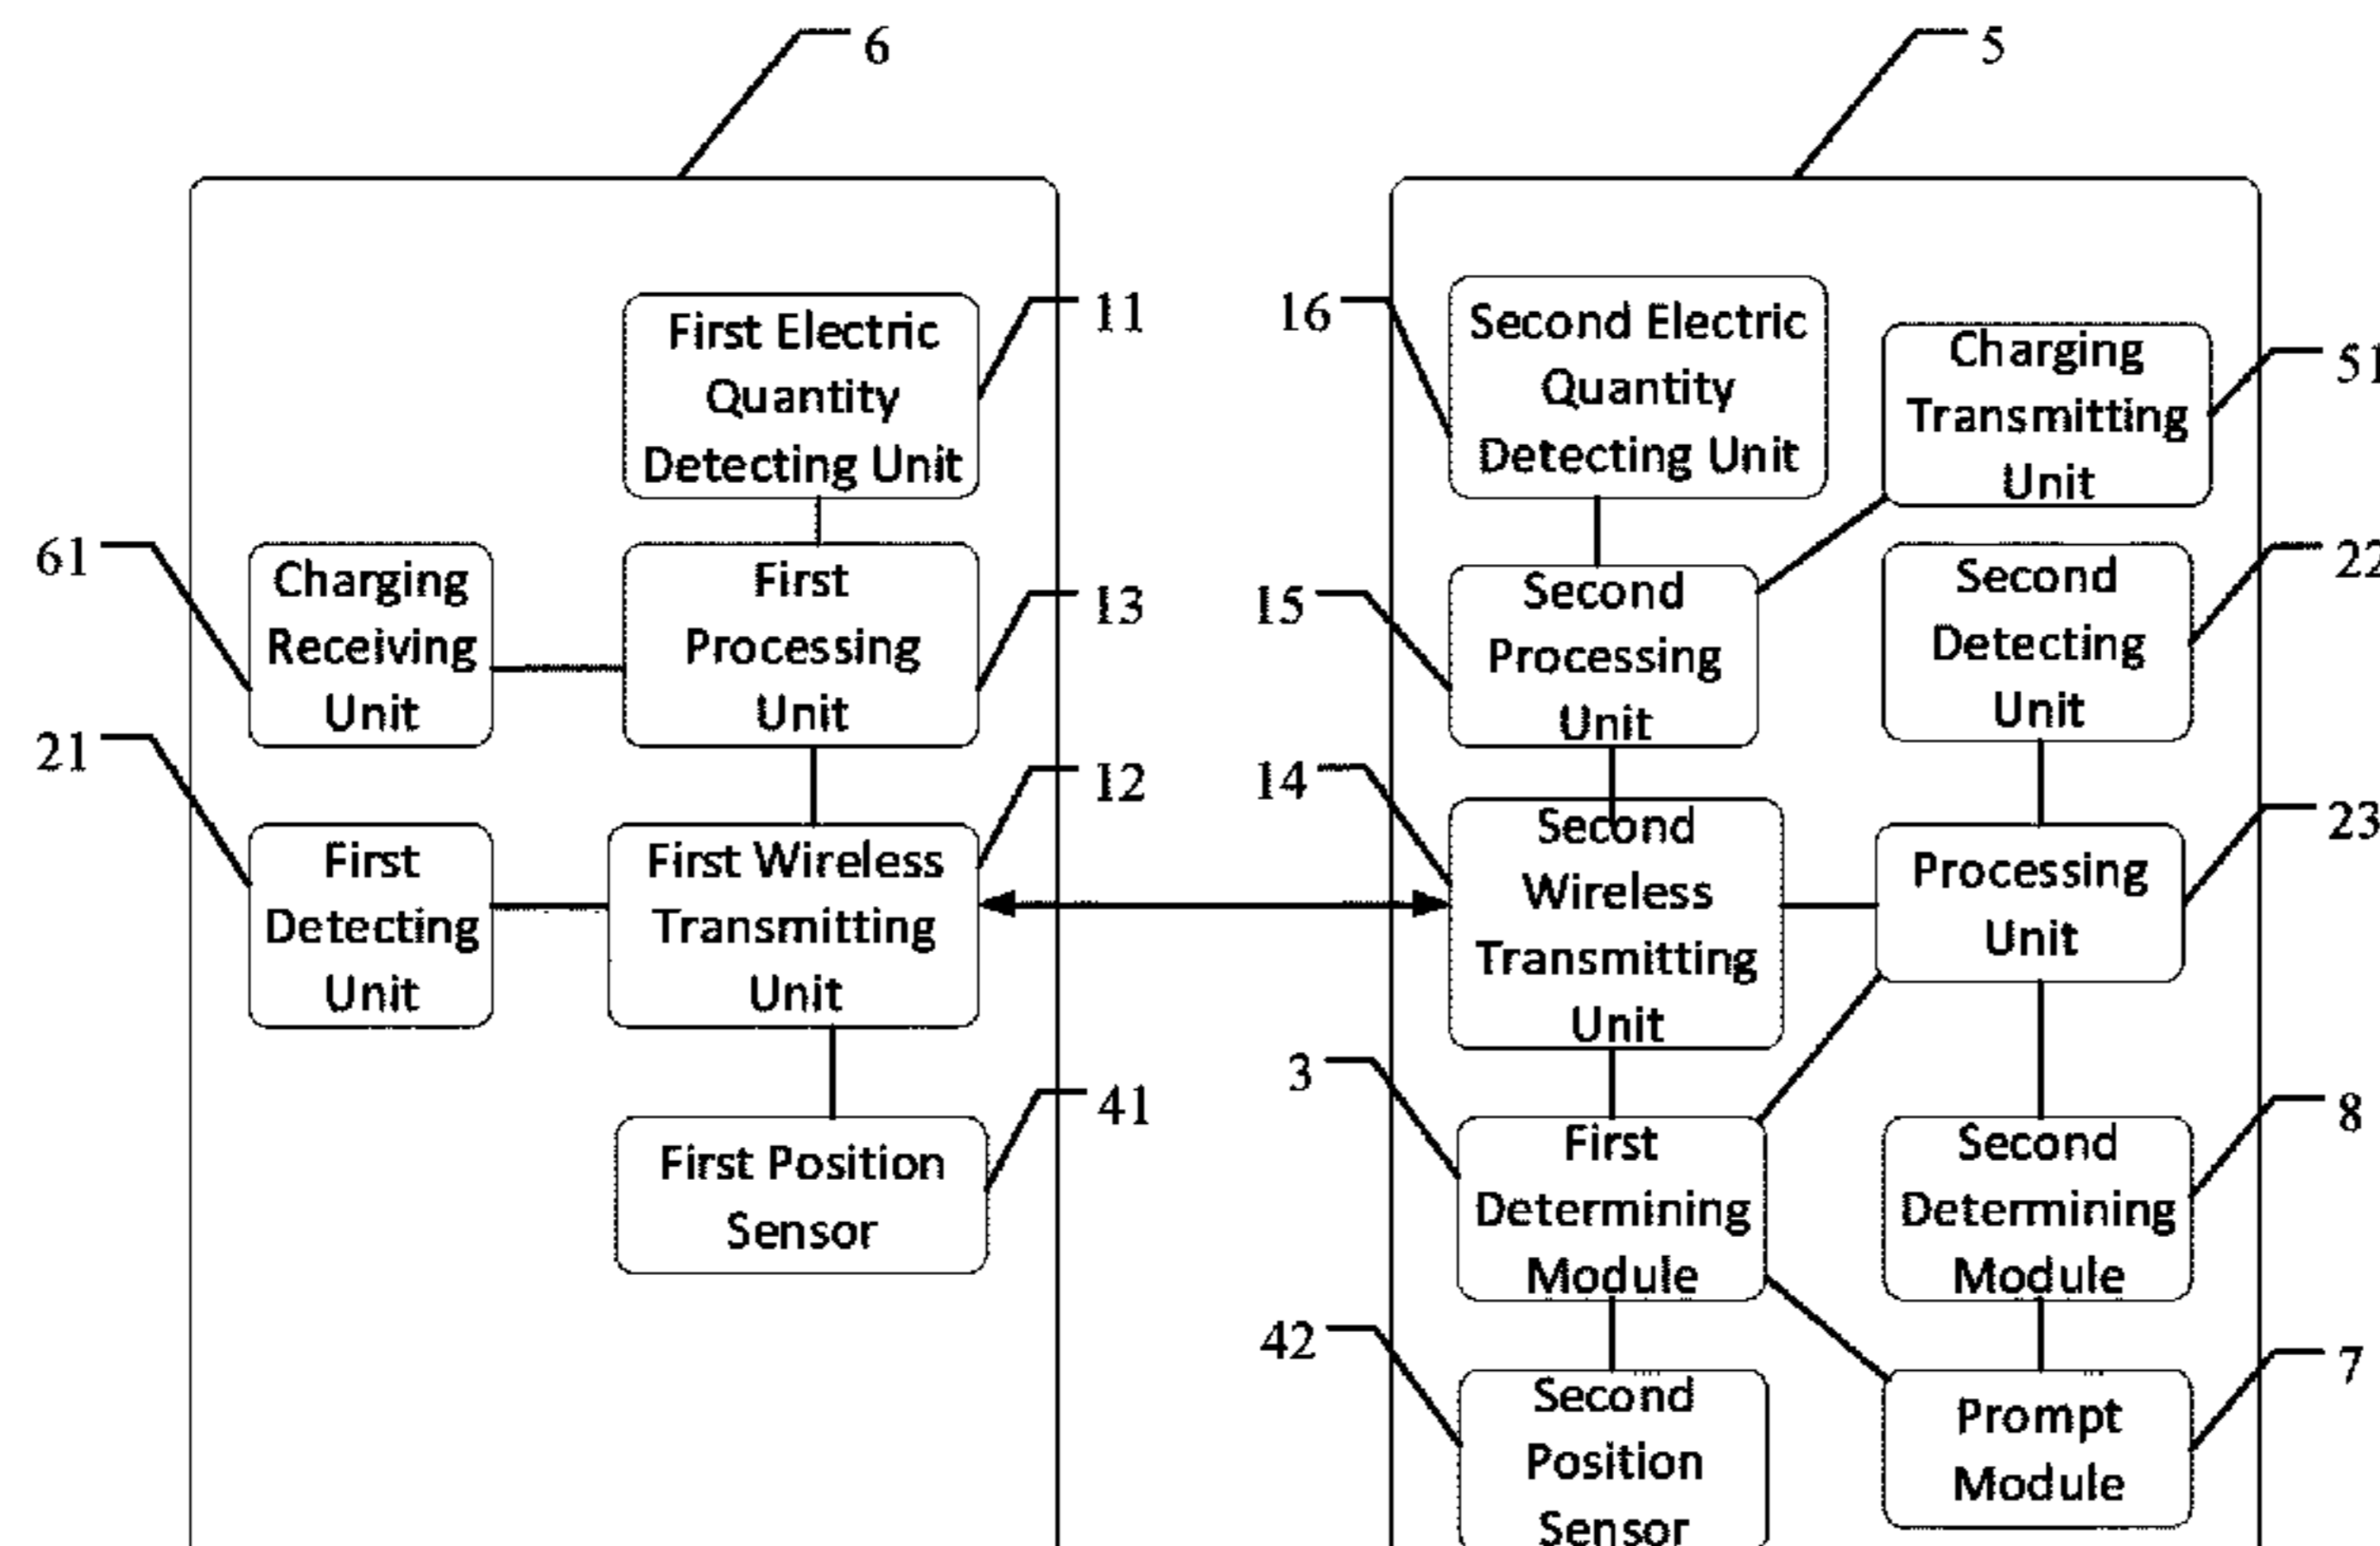 6
5
First Electric
Quantity
Detecting Unit
11
16
Second Electric
Quantity
Detecting Unit
Charging
Transmitting
Unit
51
61
Charging
Receiving
Unit
First
Processing
Unit
13
15
Second
Processing
Unit
Second
Detecting
Unit
22
21
First
Detecting
Unit
First Wireless
Transmitting
Unit
12
14
Second
Wireless
Transmitting
Unit
Processing
Unit
23
First Position
Sensor
41
3
First
Determining
Module
Second
Determining
Module
8
42
Second
Position
Sensor
Prompt
Module
7